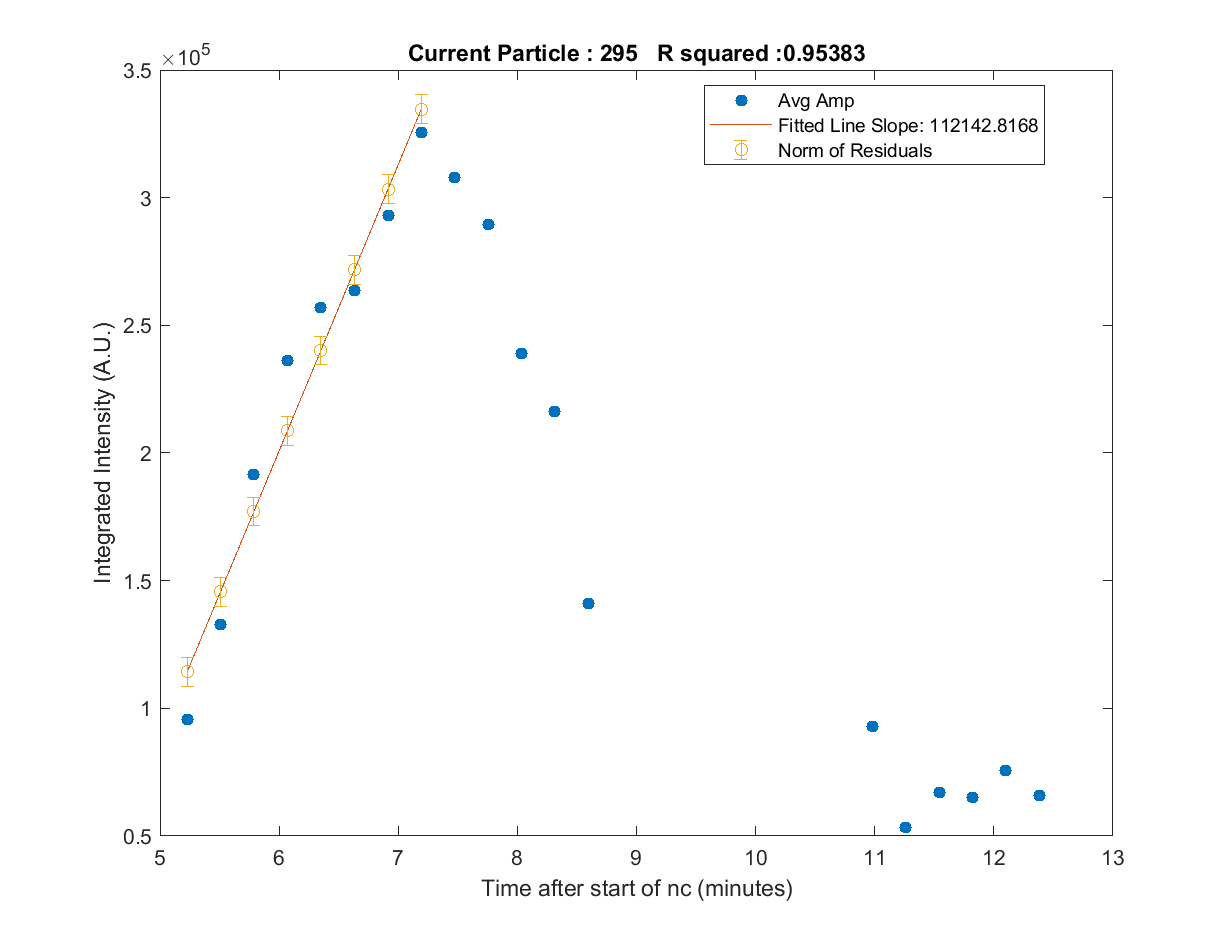 Current Particle : 295   R squared :0.95383
×10^5
3.5
3
2.5
2
1.5
1
0.5
Integrated Intensity (A.U.)
Avg Amp
Fitted Line Slope: 112142.8168
Norm of Residuals
5 6 7 8 9 10 11 12 13
Time after start of nc (minutes)